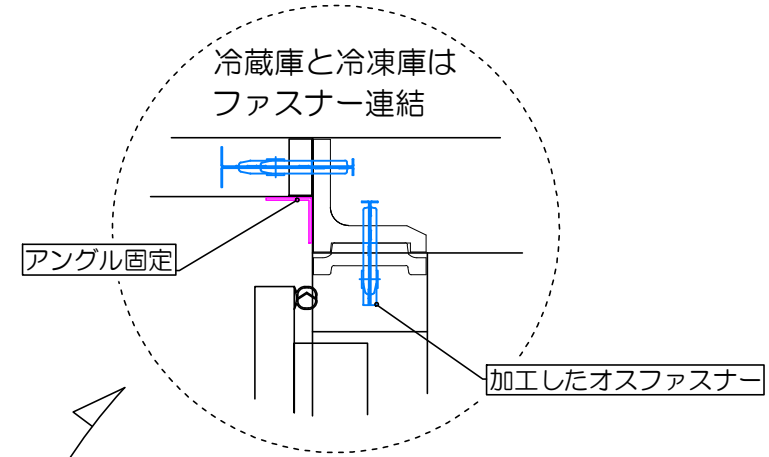 冷蔵庫と冷凍庫は
ファスナー連結
アングル固定
加工したオスファスナー